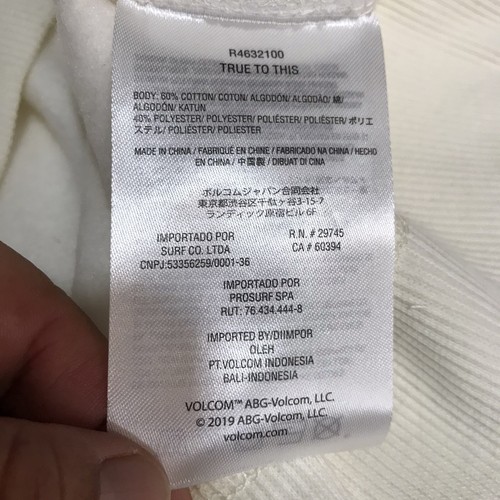 R4632100
TRUE TO THIS
BODY: 60% COTTON/ COTON/ ALGODÓN/ ALGODÃO/ 綿/
ALGODÓN/ KATUN
40% POLYESTER/ POLYESTER/ POLIÉSTER/ POLIÉSTER/ ポリエ
ステル/ POLIÉSTER/ POLIESTER
MADE IN CHINA / FABRIQUÉ EN CHINE / FABRICADO NA CHINA / HECHO
EN CHINA / 中国製 / DIBUAT DI CINA
ボルコムジャパン合同会社
東京都渋谷区千駄ヶ谷3-15-7
ランディック原宿ビル 6F
IMPORTADO POR
SURF CO. LTDA
CNPJ:53356259/0001-36
R.N. # 29745
CA # 60394
IMPORTADO POR
PROSURF SPA
RUT: 76.434.444-8
IMPORTED BY/DIIMPOR
OLEH
PT.VOLCOM INDONESIA
BALI-INDONESIA
VOLCOM™ ABG-Volcom, LLC.
© 2019 ABG-Volcom, LLC.
volcom.com